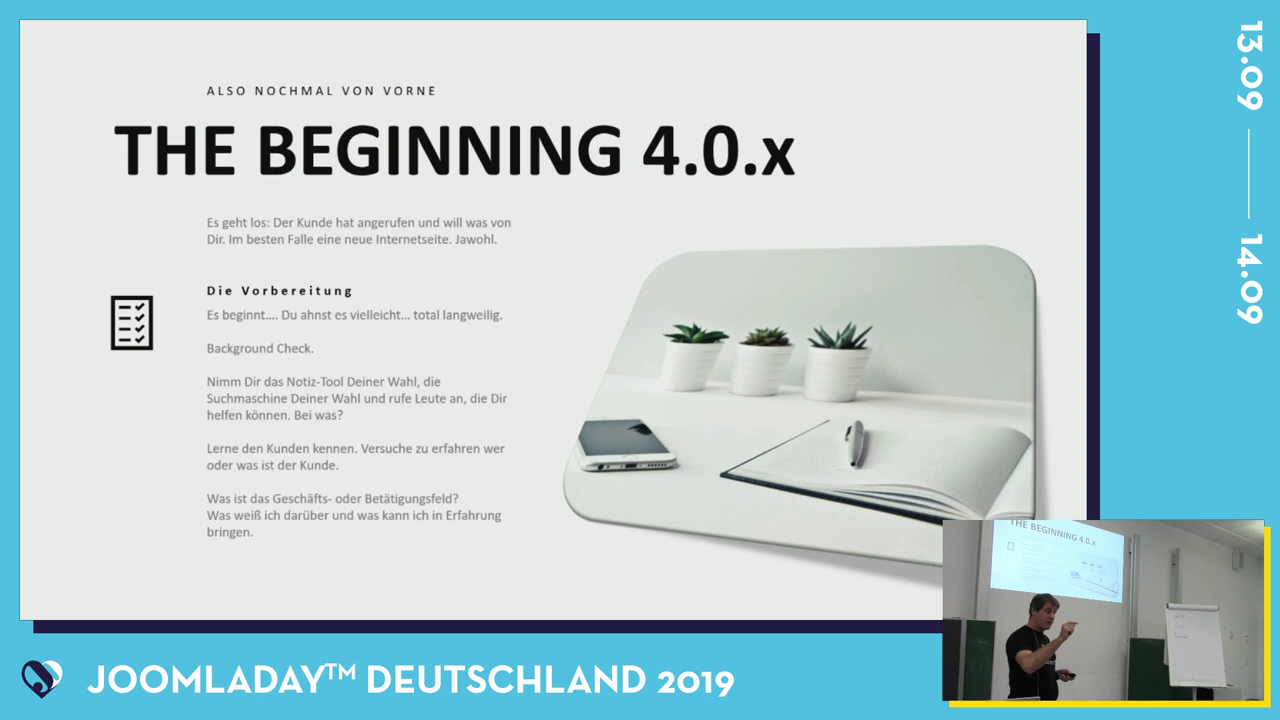 ALSO NOCHMAL VON VORNE
THE BEGINNING 4.0.x
Es geht los: Der Kunde hat angerufen und will was von
Dir. Im besten Falle eine neue Internetseite. Jawohl.
Die Vorbereitung
Es beginnt.... Du ahnst es vielleicht... total langweilig.
Background Check.
Nimm Dir das Notiz-Tool Deiner Wahl, die
Suchmaschine Deiner Wahl und rufe Leute an, die Dir
helfen können. Bei was?
Lerne den Kunden kennen. Versuche zu erfahren wer
oder was ist der Kunde.
Was ist das Geschäfts- oder Betätigungsfeld?
Was weiß ich darüber und was kann ich in Erfahrung
bringen.
13.09
14.09
THE BEGINNING 4.0.x
JOOMLADAY™ DEUTSCHLAND 2019